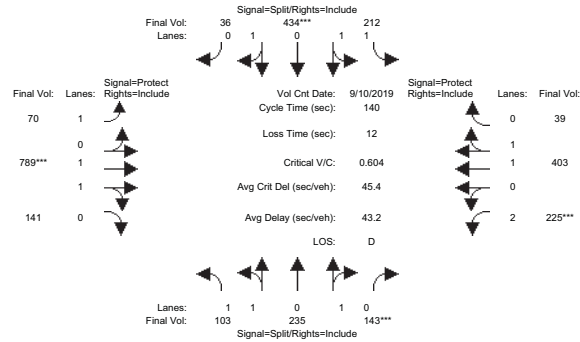 Signal=Split/Rights=Include
Final Vol: 36 434*** 212
Lanes: 0 1 0 1 1
Signal=Protect Signal=Protect
Final Vol: Lanes: Rights=Include Vol Cnt Date: 9/10/2019 Rights=Include Lanes: Final Vol:
Cycle Time (sec): 140
70 1 0 39
Loss Time (sec): 12
0 1
789*** 1 Critical V/C: 0.604 1 403
1 Avg Crit Del (sec/veh): 45.4 0
141 0 Avg Delay (sec/veh): 43.2 2 225***
LOS: D
Lanes: 1 1 0 1 0
Final Vol: 103 235 143***
Signal=Split/Rights=Include